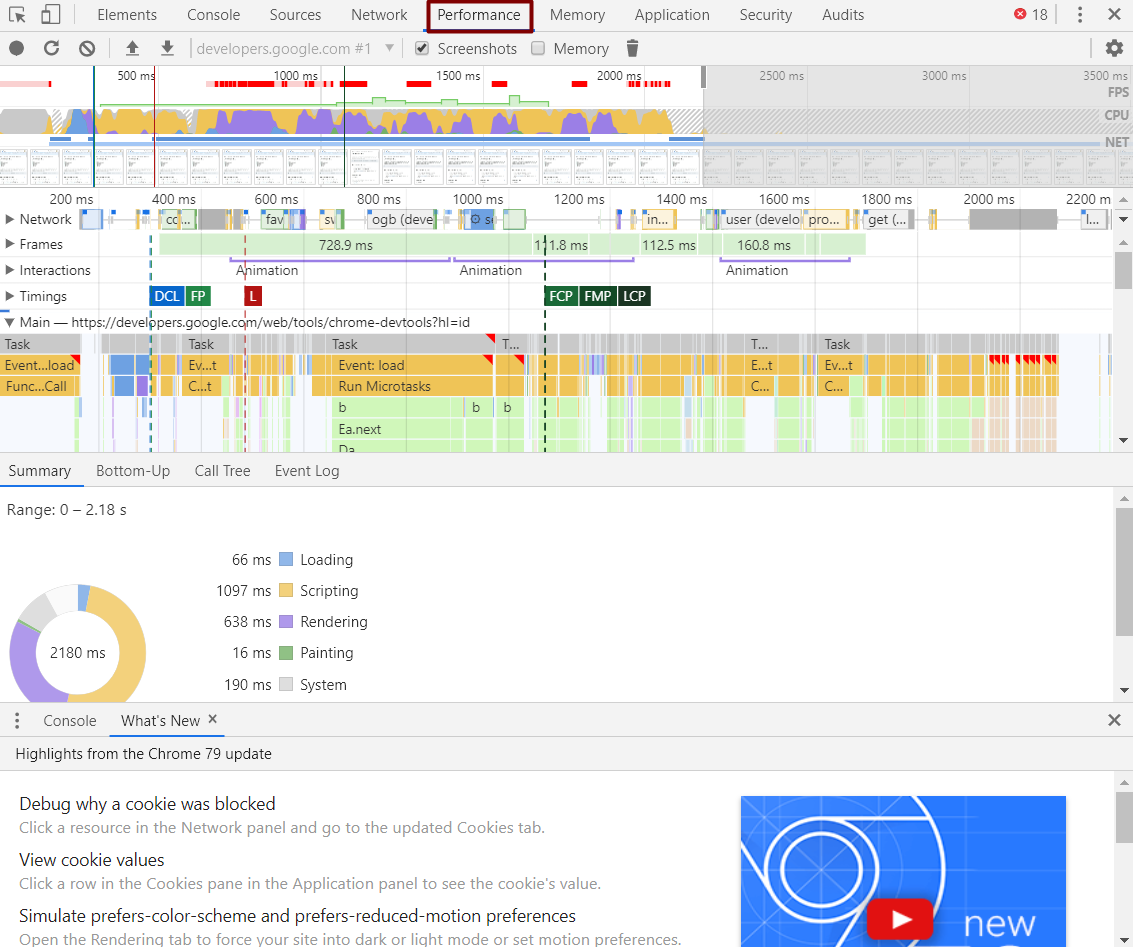 Elements Console Sources Network Performance Memory Application Security Audits 18
developers.google.com #1 Screenshots Memory
500 ms 1000 ms 1500 ms 2000 ms 2500 ms 3000 ms 3500 ms
FPS
CPU
NET
200 ms 400 ms 600 ms 800 ms 1000 ms 1200 ms 1400 ms 1600 ms 1800 ms 2000 ms 2200 m
Network co... fav sv ogb (deve in... user (develo pro... get (... l...
Frames 728.9 ms 111.8 ms 112.5 ms 160.8 ms
Interactions Animation Animation Animation
Timings DCL FP L FCP FMP LCP
Main — https://developers.google.com/web/tools/chrome-devtools?hl=id
Task Task Task T... T... Task
Event...load Ev...t Event: load E...t Ev...t
Func...Call C...t Run Microtasks C... C...
b b b
Ea.next
Da
Summary Bottom-Up Call Tree Event Log
Range: 0 – 2.18 s
66 ms Loading
1097 ms Scripting
638 ms Rendering
2180 ms 16 ms Painting
190 ms System
Console What's New
Highlights from the Chrome 79 update
Debug why a cookie was blocked
Click a resource in the Network panel and go to the updated Cookies tab.
View cookie values
Click a row in the Cookies pane in the Application panel to see the cookie's value.
Simulate prefers-color-scheme and prefers-reduced-motion preferences
Open the Rendering tab to force your site into dark or light mode or set motion preferences.
new